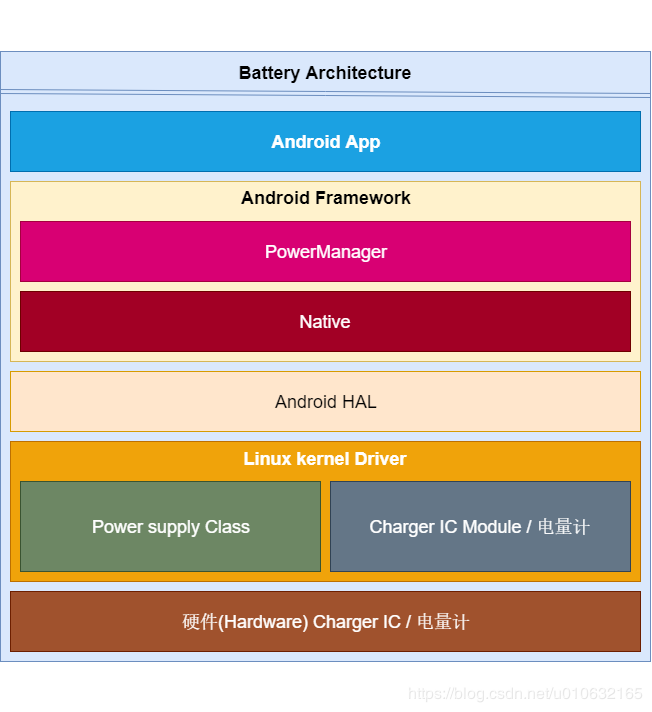 Battery Architecture
Android App
Android Framework
PowerManager
Native
Android HAL
Linux kernel Driver
Power supply Class
Charger IC Module / 电量计
硬件(Hardware) Charger IC / 电量计
https://blog.csdn.net/u010632165